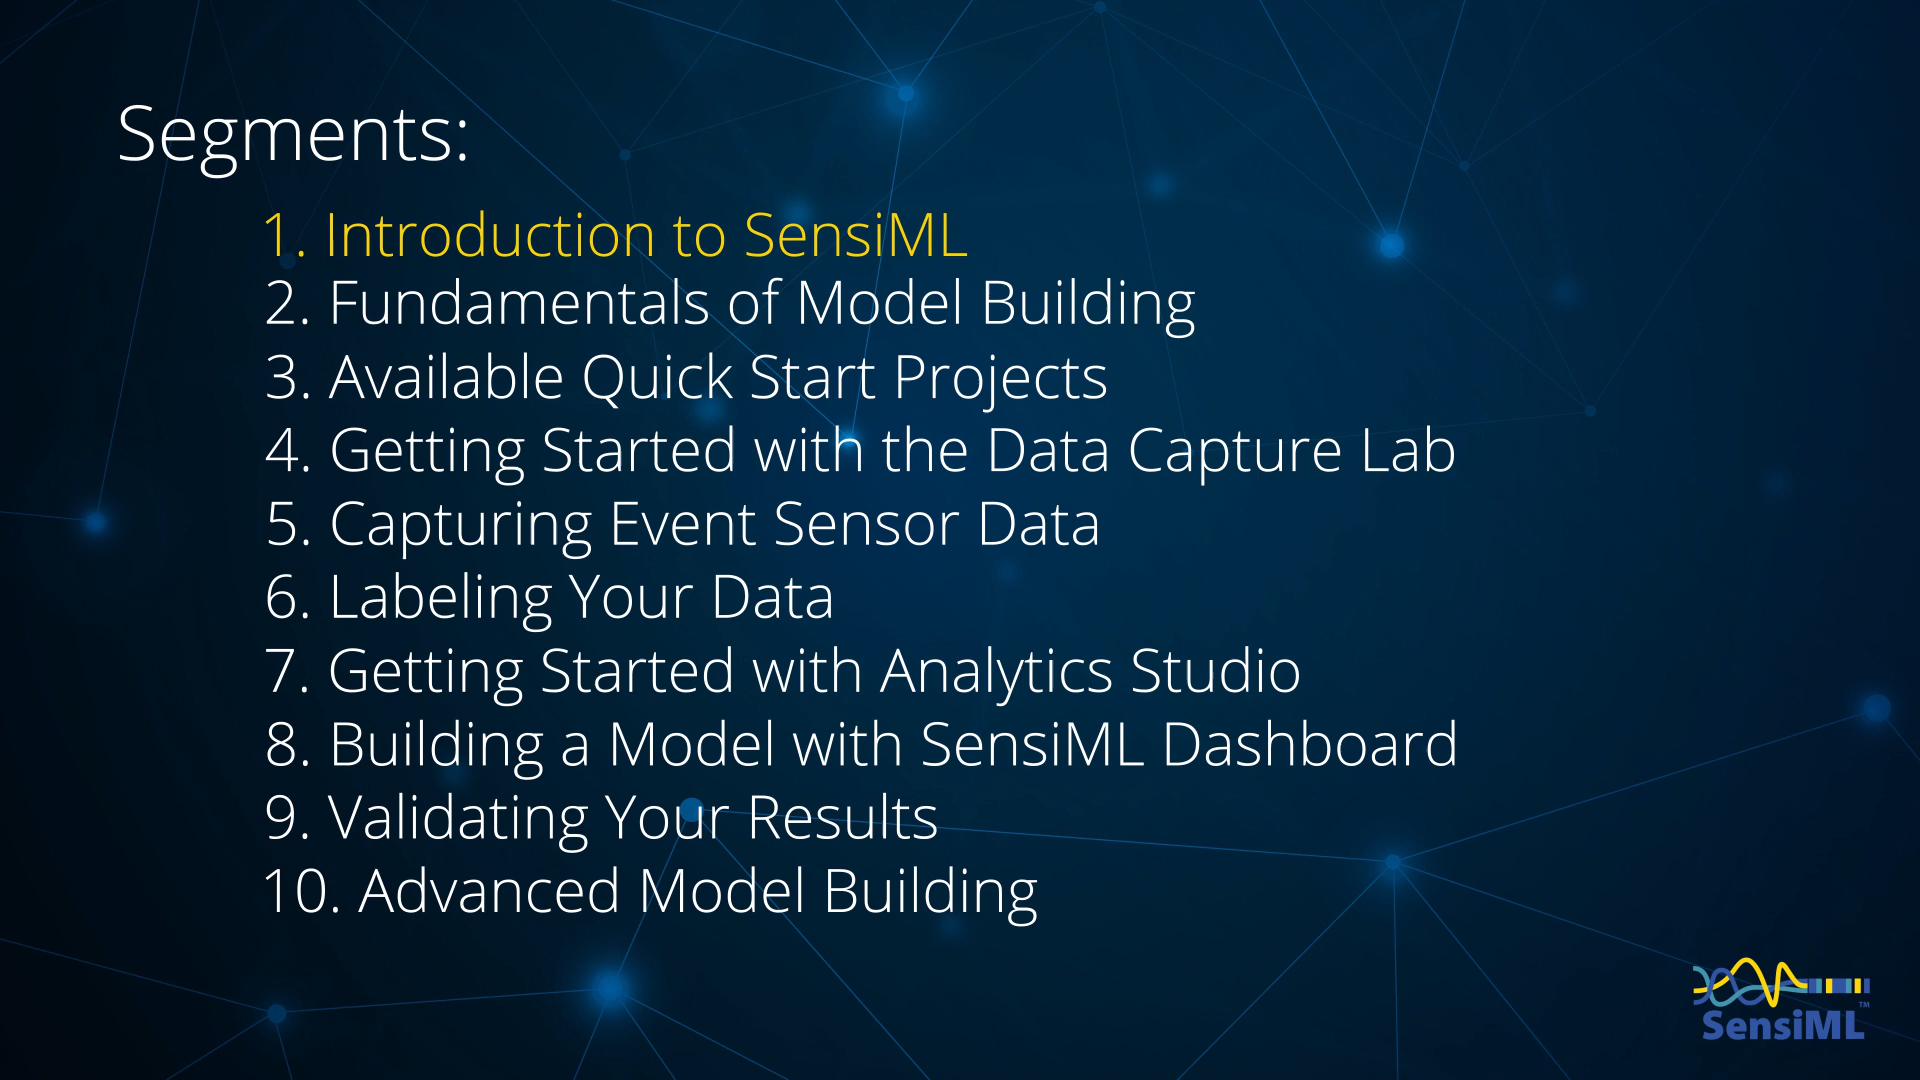 Segments:
1. Introduction to SensiML
2. Fundamentals of Model Building
3. Available Quick Start Projects
4. Getting Started with the Data Capture Lab
5. Capturing Event Sensor Data
6. Labeling Your Data
7. Getting Started with Analytics Studio
8. Building a Model with SensiML Dashboard
9. Validating Your Results
10. Advanced Model Building
TM
SensiML